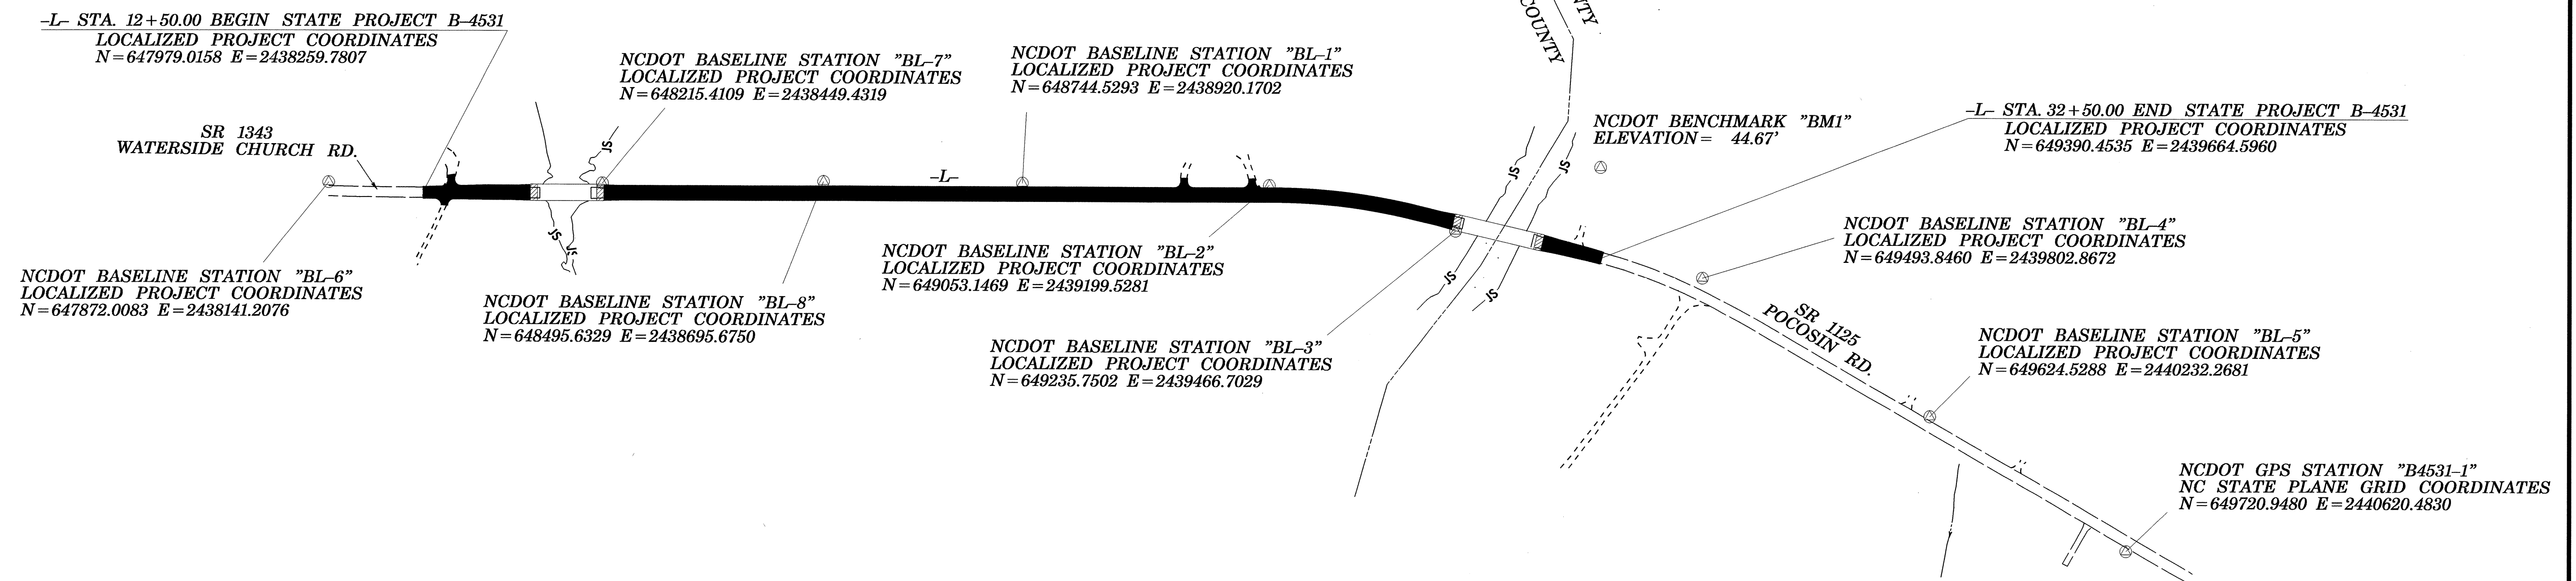 -L- STA. 12+50.00 BEGIN STATE PROJECT B-4531
LOCALIZED PROJECT COORDINATES
N=647979.0158 E=2438259.7807
NCDOT BASELINE STATION "BL-7"
LOCALIZED PROJECT COORDINATES
N=648215.4109 E=2438449.4319
NCDOT BASELINE STATION "BL-1"
LOCALIZED PROJECT COORDINATES
N=648744.5293 E=2438920.1702
NTY
COUNTY
NCDOT BENCHMARK "BM1"
ELEVATION= 44.67'
-L- STA. 32+50.00 END STATE PROJECT B-4531
LOCALIZED PROJECT COORDINATES
N=649390.4535 E=2439664.5960
SR 1343
WATERSIDE CHURCH RD.
JS
-L-
JS
JS
JS
JS
JS
JS
NCDOT BASELINE STATION "BL-6"
LOCALIZED PROJECT COORDINATES
N=647872.0083 E=2438141.2076
NCDOT BASELINE STATION "BL-8"
LOCALIZED PROJECT COORDINATES
N=648495.6329 E=2438695.6750
NCDOT BASELINE STATION "BL-2"
LOCALIZED PROJECT COORDINATES
N=649053.1469 E=2439199.5281
NCDOT BASELINE STATION "BL-3"
LOCALIZED PROJECT COORDINATES
N=649235.7502 E=2439466.7029
NCDOT BASELINE STATION "BL-4"
LOCALIZED PROJECT COORDINATES
N=649493.8460 E=2439802.8672
SR 1125
POCOSIN RD.
NCDOT BASELINE STATION "BL-5"
LOCALIZED PROJECT COORDINATES
N=649624.5288 E=2440232.2681
NCDOT GPS STATION "B4531-1"
NC STATE PLANE GRID COORDINATES
N=649720.9480 E=2440620.4830